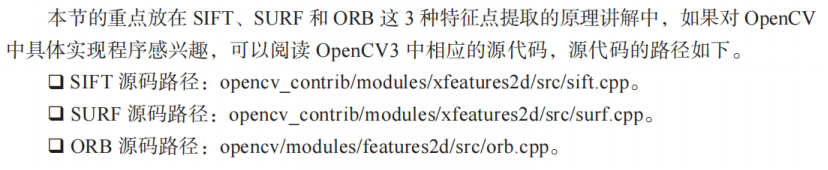 本节的重点放在 SIFT、SURF 和 ORB 这 3 种特征点提取的原理讲解中，如果对 OpenCV
中具体实现程序感兴趣，可以阅读 OpenCV3 中相应的源代码，源代码的路径如下。
❑ SIFT 源码路径：opencv_contrib/modules/xfeatures2d/src/sift.cpp。
❑ SURF 源码路径：opencv_contrib/modules/xfeatures2d/src/surf.cpp。
❑ ORB 源码路径：opencv/modules/features2d/src/orb.cpp。